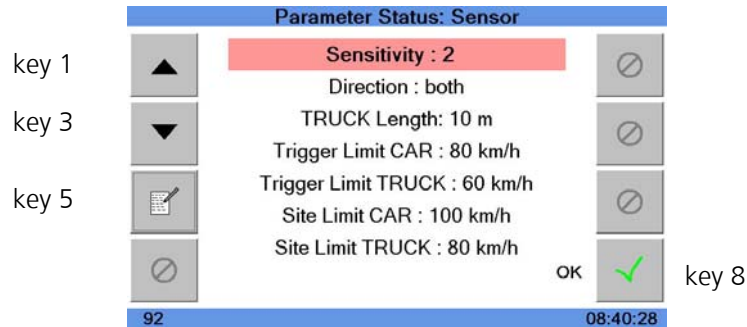 Parameter Status: Sensor
key 1
Sensitivity : 2
Direction : both
key 3
TRUCK Length: 10 m
Trigger Limit CAR : 80 km/h
key 5
Trigger Limit TRUCK : 60 km/h
Site Limit CAR : 100 km/h
Site Limit TRUCK : 80 km/h
OK
key 8
92
08:40:28